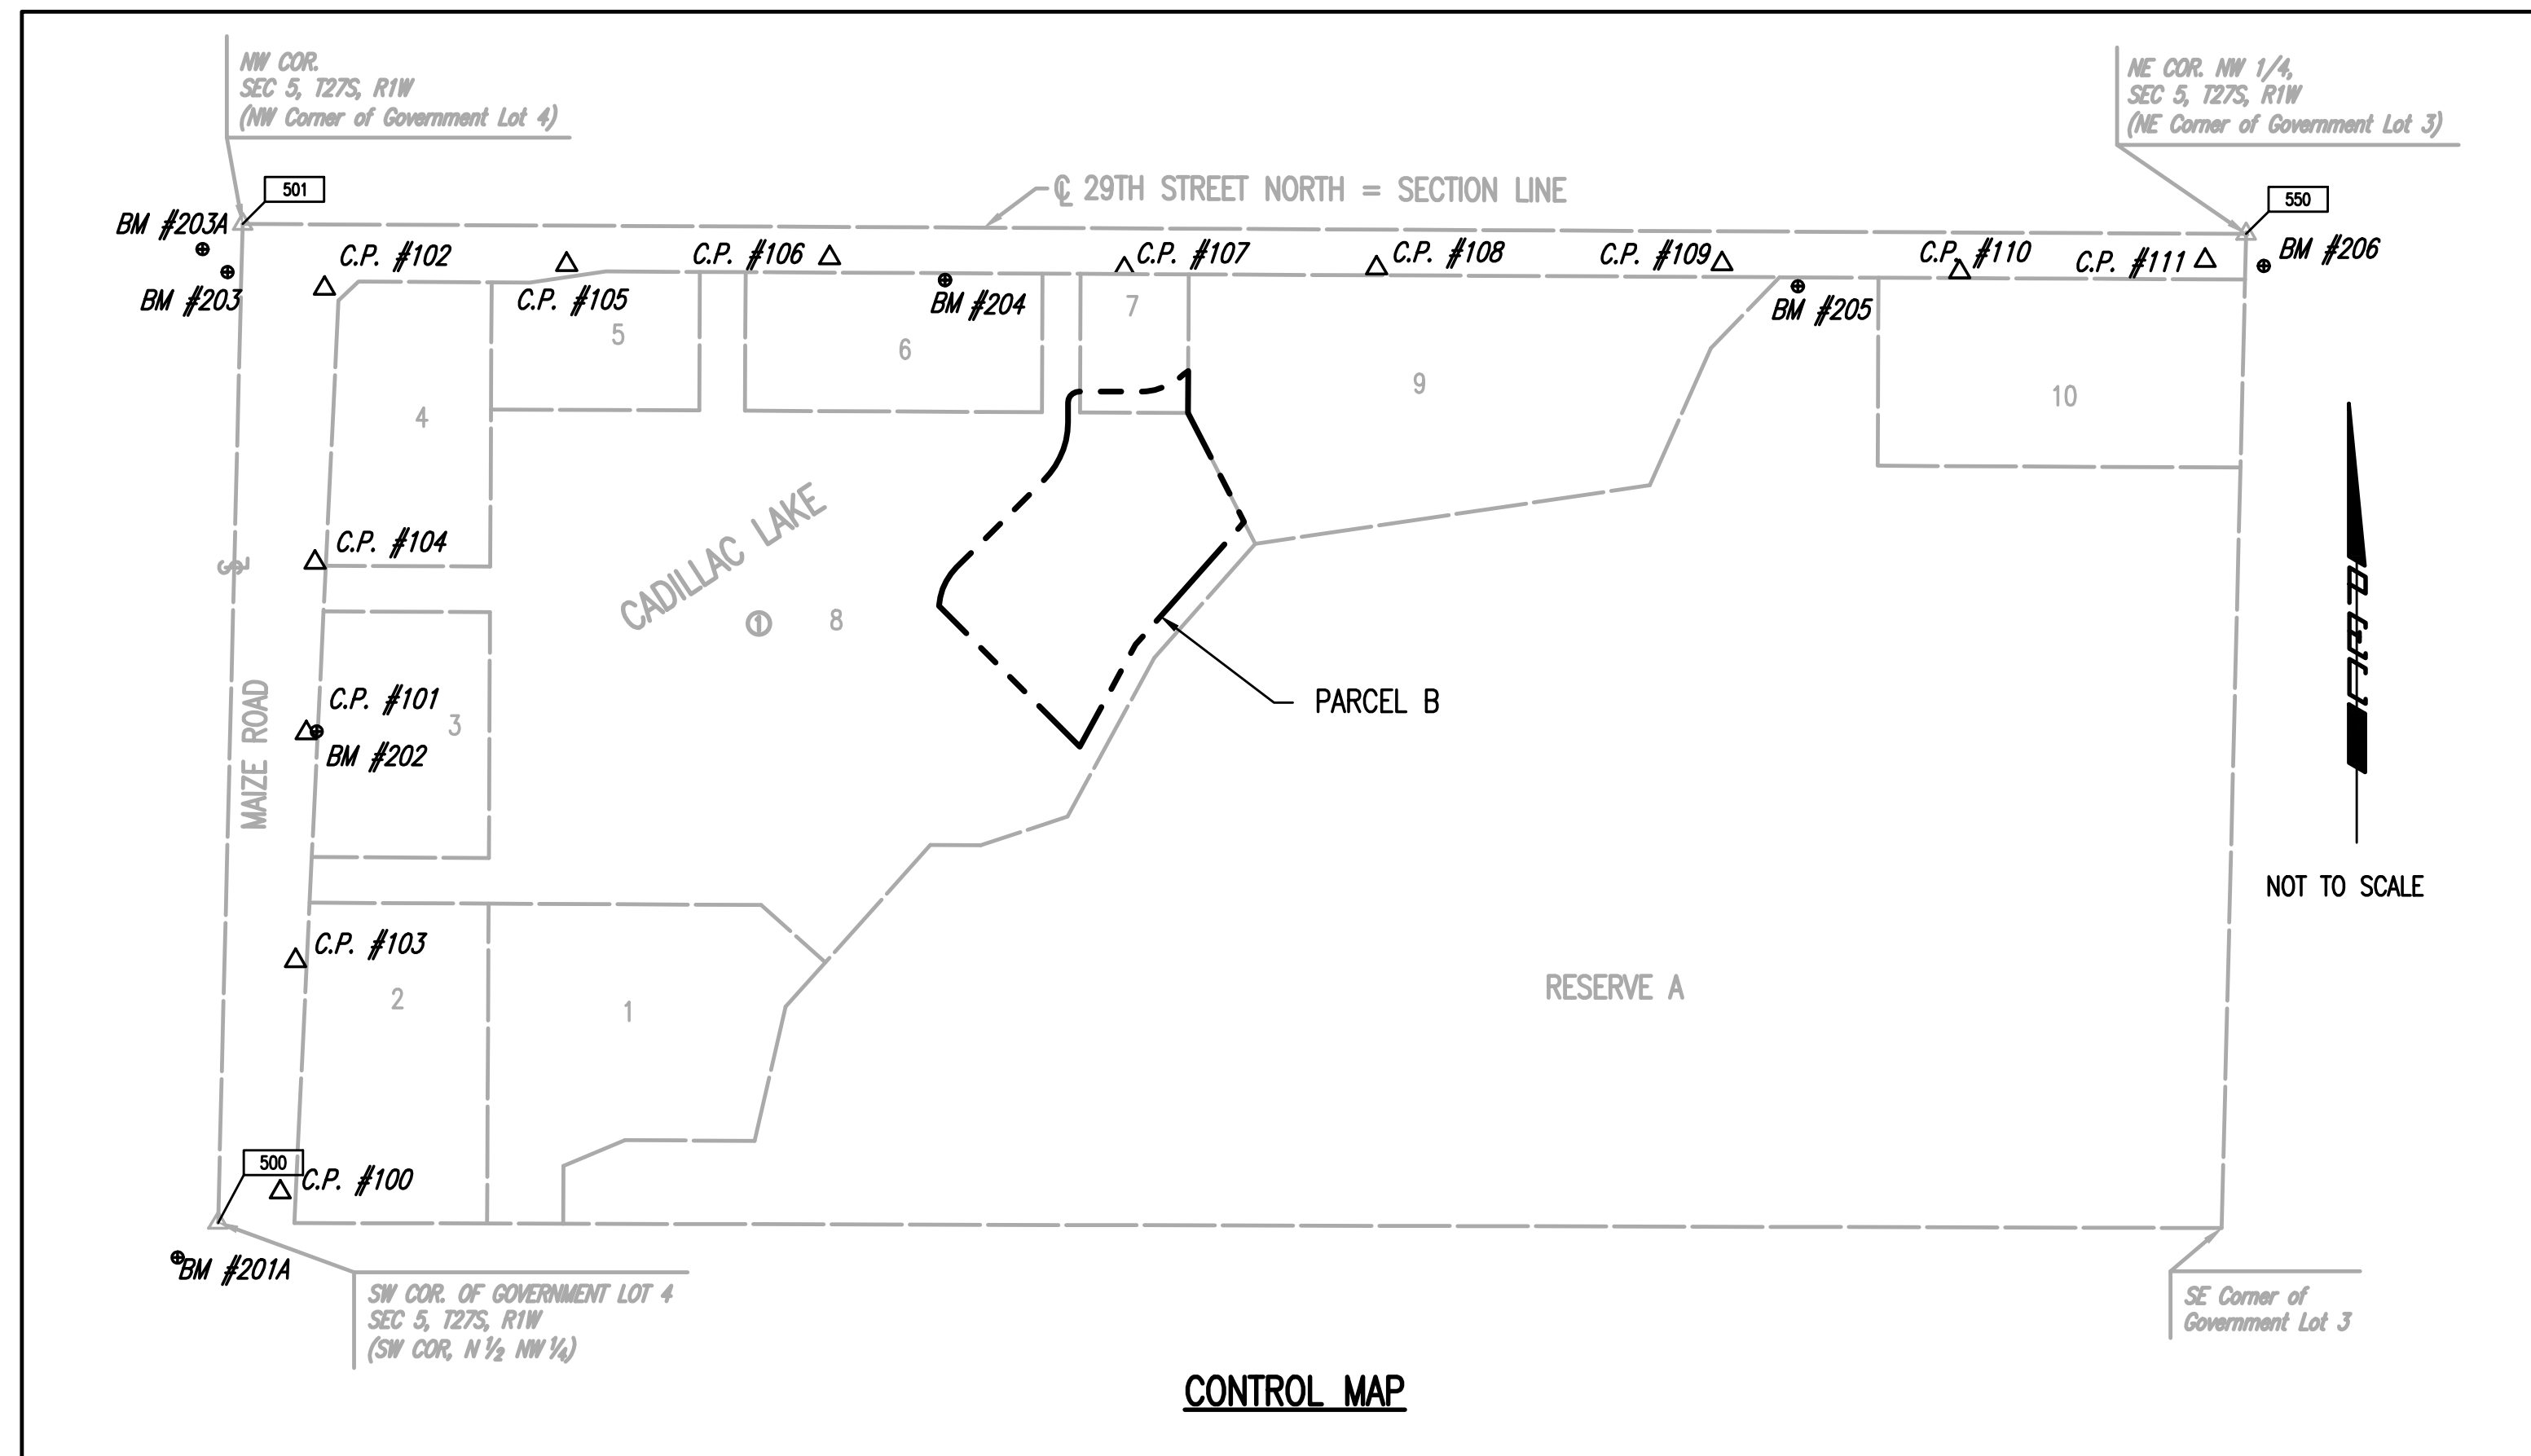 NW COR.
SEC 5, T27S, R1W
(NW Corner of Government Lot 4)
NE COR. NW 1/4,
SEC 5, T27S, R1W
(NE Corner of Government Lot 3)
501
℄ 29TH STREET NORTH = SECTION LINE
550
BM #203A
C.P. #102
C.P. #106
C.P. #107
C.P. #108
C.P. #109
C.P. #110
C.P. #111
BM #206
BM #203
C.P. #105
BM #204
BM #205
5
6
7
9
10
4
C.P. #104
℄
CADILLAC LAKE
1
8
MAIZE ROAD
C.P. #101
3
BM #202
PARCEL B
NOT TO SCALE
C.P. #103
2
1
RESERVE A
500
C.P. #100
BM #201A
SW COR. OF GOVERNMENT LOT 4
SEC 5, T27S, R1W
(SW COR, N ½ NW ¼)
SE Corner of
Government Lot 3
CONTROL MAP